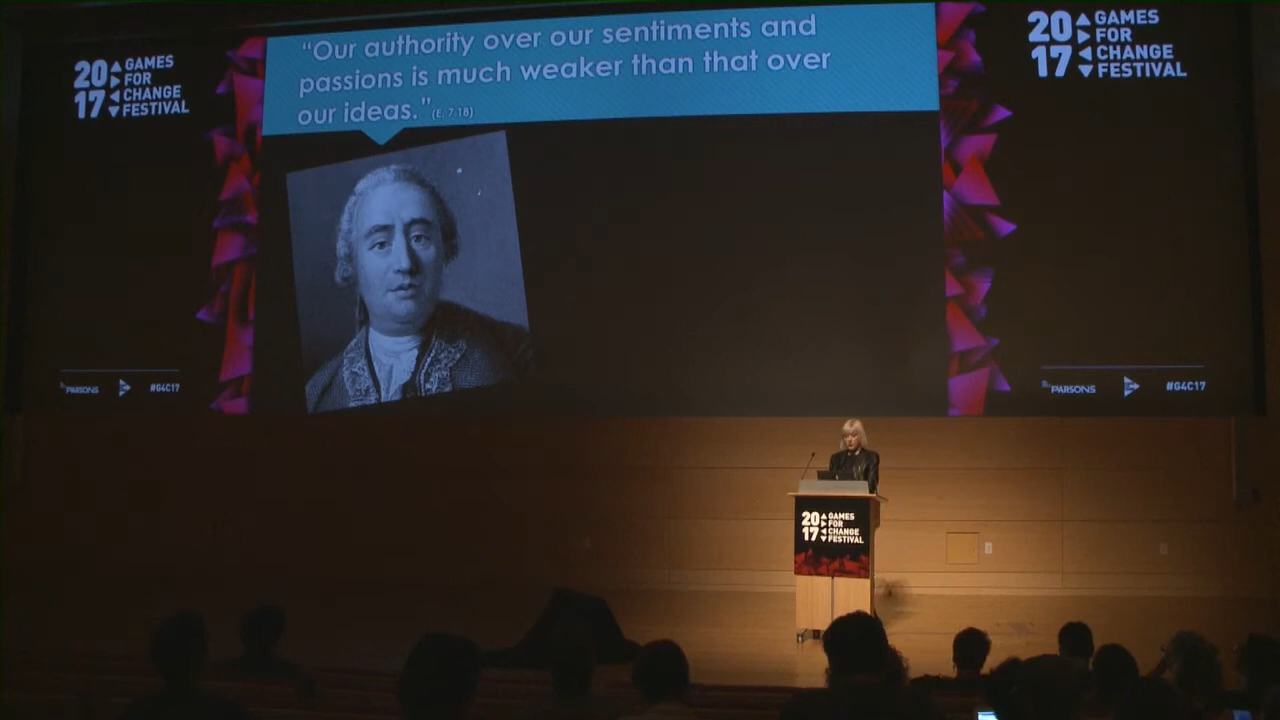 “Our authority over our sentiments and
passions is much weaker than that over
our ideas.” (E. 7.18)
20 GAMES
FOR
17 CHANGE
FESTIVAL
20 GAMES
FOR
17 CHANGE
FESTIVAL
PARSONS #G4C17
PARSONS #G4C17
20 GAMES
FOR
17 CHANGE
FESTIVAL